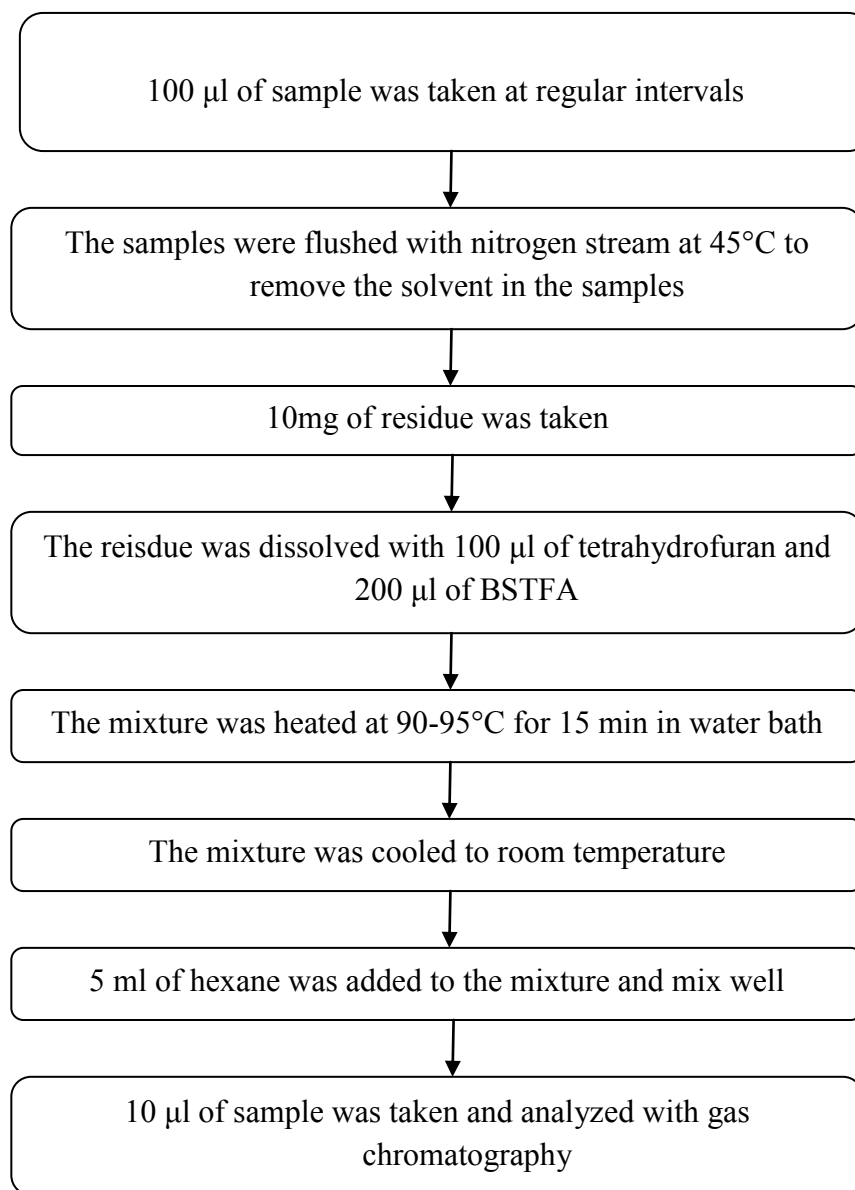 100 μl of sample was taken at regular intervals
The samples were flushed with nitrogen stream at 45°C to
remove the solvent in the samples
10mg of residue was taken
The reisdue was dissolved with 100 μl of tetrahydrofuran and
200 μl of BSTFA
The mixture was heated at 90-95°C for 15 min in water bath
The mixture was cooled to room temperature
5 ml of hexane was added to the mixture and mix well
10 μl of sample was taken and analyzed with gas
chromatography